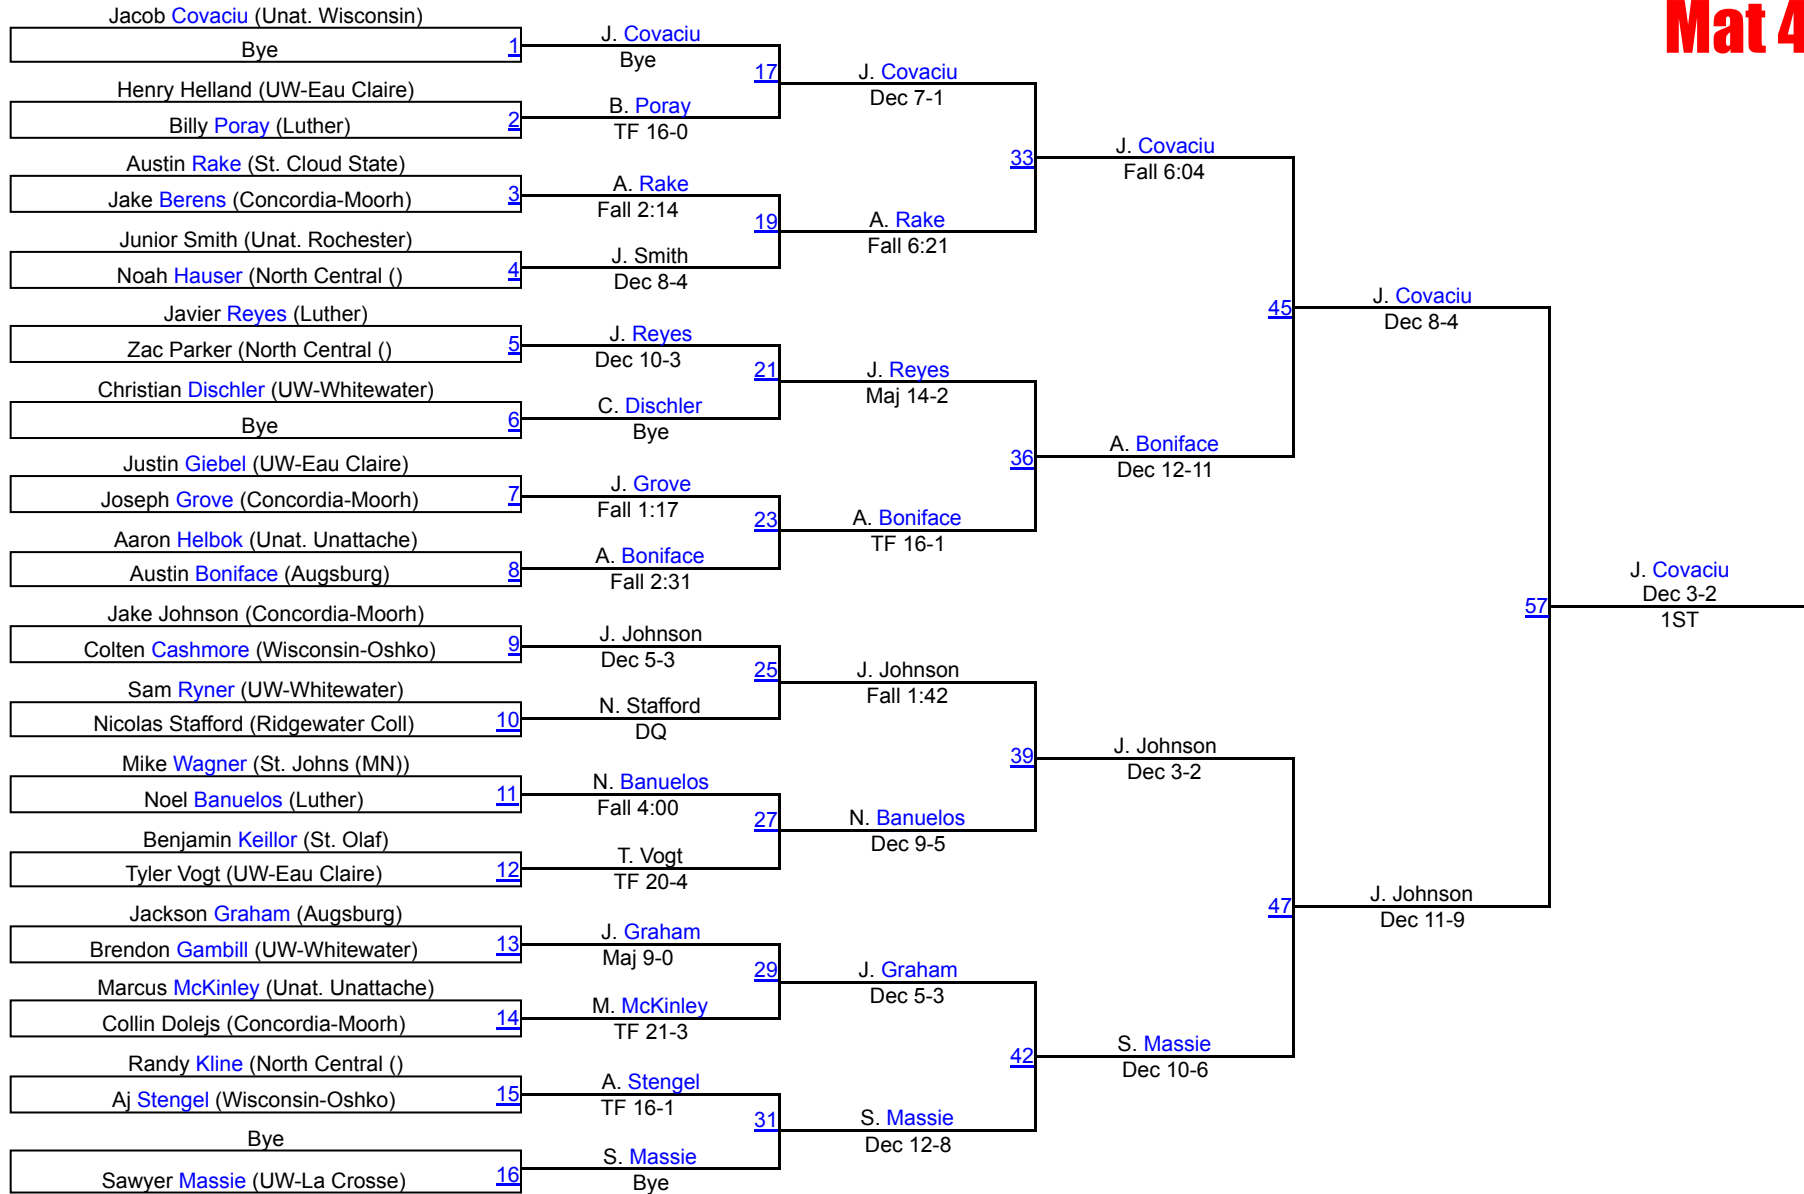 Mat 4
Jacob Covaciu (Unat. Wisconsin)
Bye
1
Henry Helland (UW-Eau Claire)
Billy Poray (Luther)
2
Austin Rake (St. Cloud State)
Jake Berens (Concordia-Moorh)
3
Junior Smith (Unat. Rochester)
Noah Hauser (North Central ()
4
Javier Reyes (Luther)
Zac Parker (North Central ()
5
Christian Dischler (UW-Whitewater)
Bye
6
Justin Giebel (UW-Eau Claire)
Joseph Grove (Concordia-Moorh)
7
Aaron Helbok (Unat. Unattache)
Austin Boniface (Augsburg)
8
Jake Johnson (Concordia-Moorh)
Colten Cashmore (Wisconsin-Oshko)
9
Sam Ryner (UW-Whitewater)
Nicolas Stafford (Ridgewater Coll)
10
Mike Wagner (St. Johns (MN))
Noel Banuelos (Luther)
11
Benjamin Keillor (St. Olaf)
Tyler Vogt (UW-Eau Claire)
12
Jackson Graham (Augsburg)
Brendon Gambill (UW-Whitewater)
13
Marcus McKinley (Unat. Unattache)
Collin Dolejs (Concordia-Moorh)
14
Randy Kline (North Central ()
Aj Stengel (Wisconsin-Oshko)
15
Bye
Sawyer Massie (UW-La Crosse)
16
J. Covaciu
Bye
17
B. Poray
TF 16-0
A. Rake
Fall 2:14
19
J. Smith
Dec 8-4
J. Reyes
Dec 10-3
21
C. Dischler
Bye
J. Grove
Fall 1:17
23
A. Boniface
Fall 2:31
J. Johnson
Dec 5-3
25
N. Stafford
DQ
N. Banuelos
Fall 4:00
27
T. Vogt
TF 20-4
J. Graham
Maj 9-0
29
M. McKinley
TF 21-3
A. Stengel
TF 16-1
31
S. Massie
Bye
J. Covaciu
Dec 7-1
33
A. Rake
Fall 6:21
J. Reyes
Maj 14-2
36
A. Boniface
TF 16-1
J. Johnson
Fall 1:42
39
N. Banuelos
Dec 9-5
J. Graham
Dec 5-3
42
S. Massie
Dec 12-8
J. Covaciu
Fall 6:04
45
A. Boniface
Dec 12-11
J. Johnson
Dec 3-2
47
S. Massie
Dec 10-6
J. Covaciu
Dec 8-4
57
J. Johnson
Dec 11-9
J. Covaciu
Dec 3-2
1ST